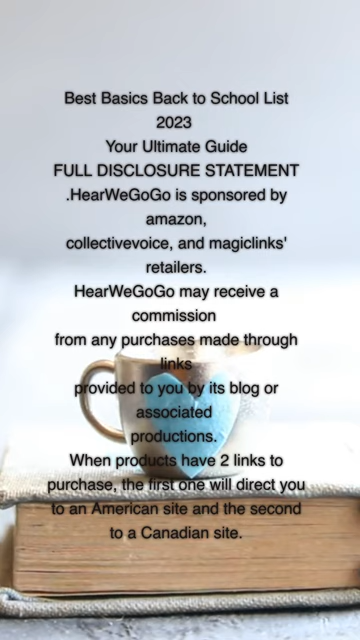 Best Basics Back to School List
2023
Your Ultimate Guide
FULL DISCLOSURE STATEMENT
.HearWeGoGo is sponsored by
amazon,
collectivevoice, and magiclinks'
retailers.
HearWeGoGo may receive a
commission
from any purchases made through
links
provided to you by its blog or
associated
productions.
When products have 2 links to
purchase, the first one will direct you
to an American site and the second
to a Canadian site.